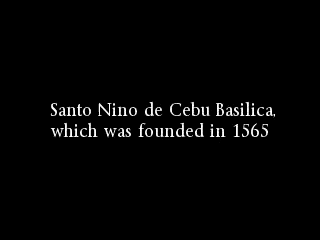 Santo Nino de Cebu Basilica,
which was founded in 1565